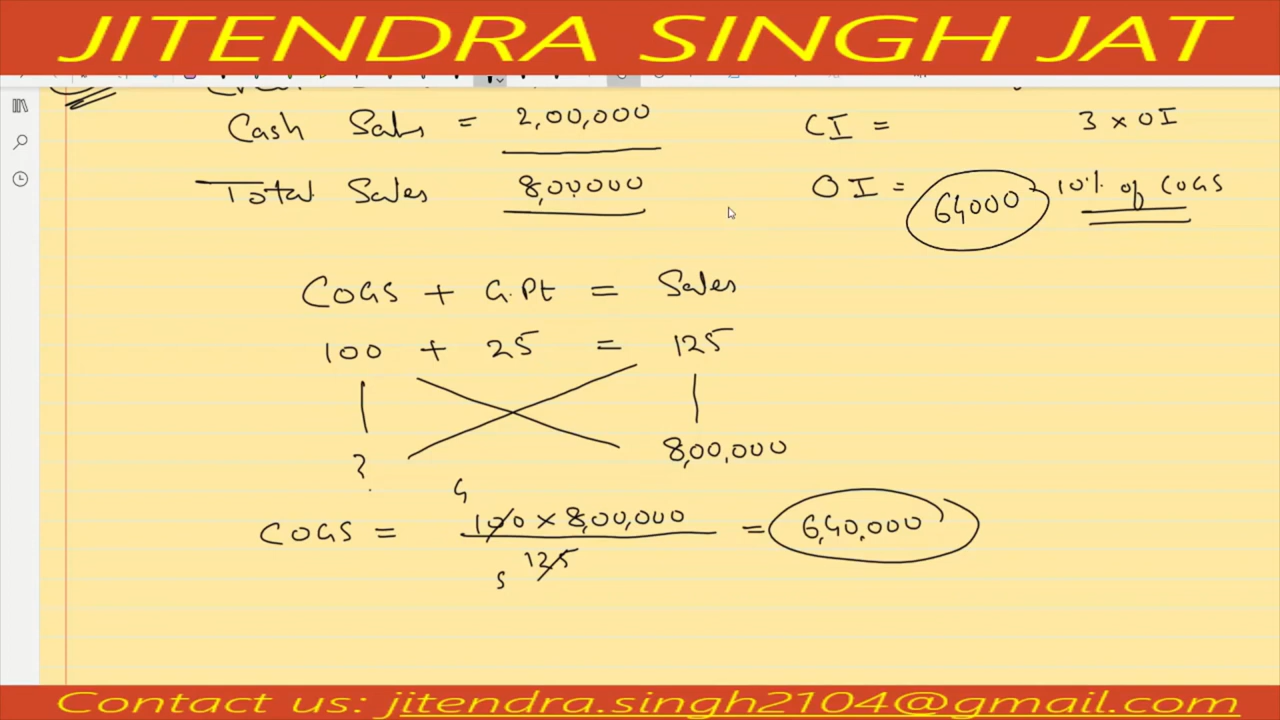 JITENDRA SINGH JAT
Cash Sales = 2,00,000
CI = 3 x OI
Total Sales 8,00000
OI = 64000 10% of COGS
COGS + G.Pt = Sales
100 + 25 = 125
? 8,00,000
4
COGS = 100 x 8,00,000 = 6,40,000
125
5
Contact us: jitendra.singh2104@gmail.com